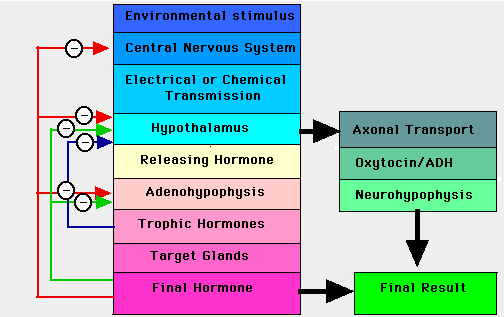 Environmental stimulus
Central Nervous System
Electrical or Chemical
Transmission
Hypothalamus
Releasing Hormone
Adenohypophysis
Trophic Hormones
Target Glands
Final Hormone
Axonal Transport
Oxytocin/ADH
Neurohypophysis
Final Result